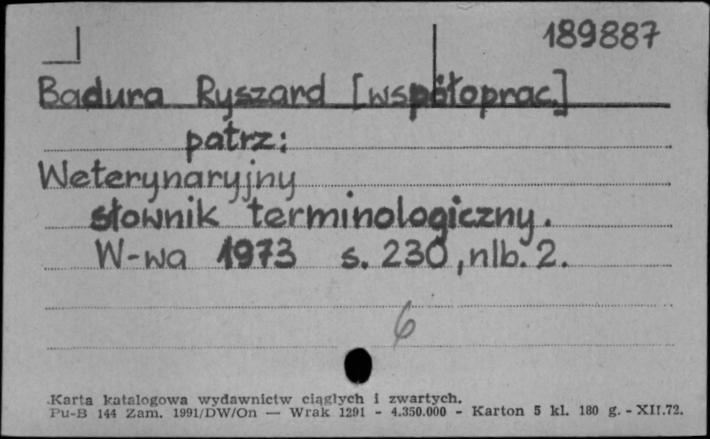 189887
Badura Ryszard [współoprac.]
patrz:
Weterynaryjny
słownik terminologiczny.
W-wa 1973 s. 230, nlb. 2.
6
Karta katalogowa wydawnictw ciągłych i zwartych.
Pu-B 144 Zam. 1991/DW/On — Wrak 1291 - 4.350.000 - Karton 5 kl. 180 g. - XII.72.